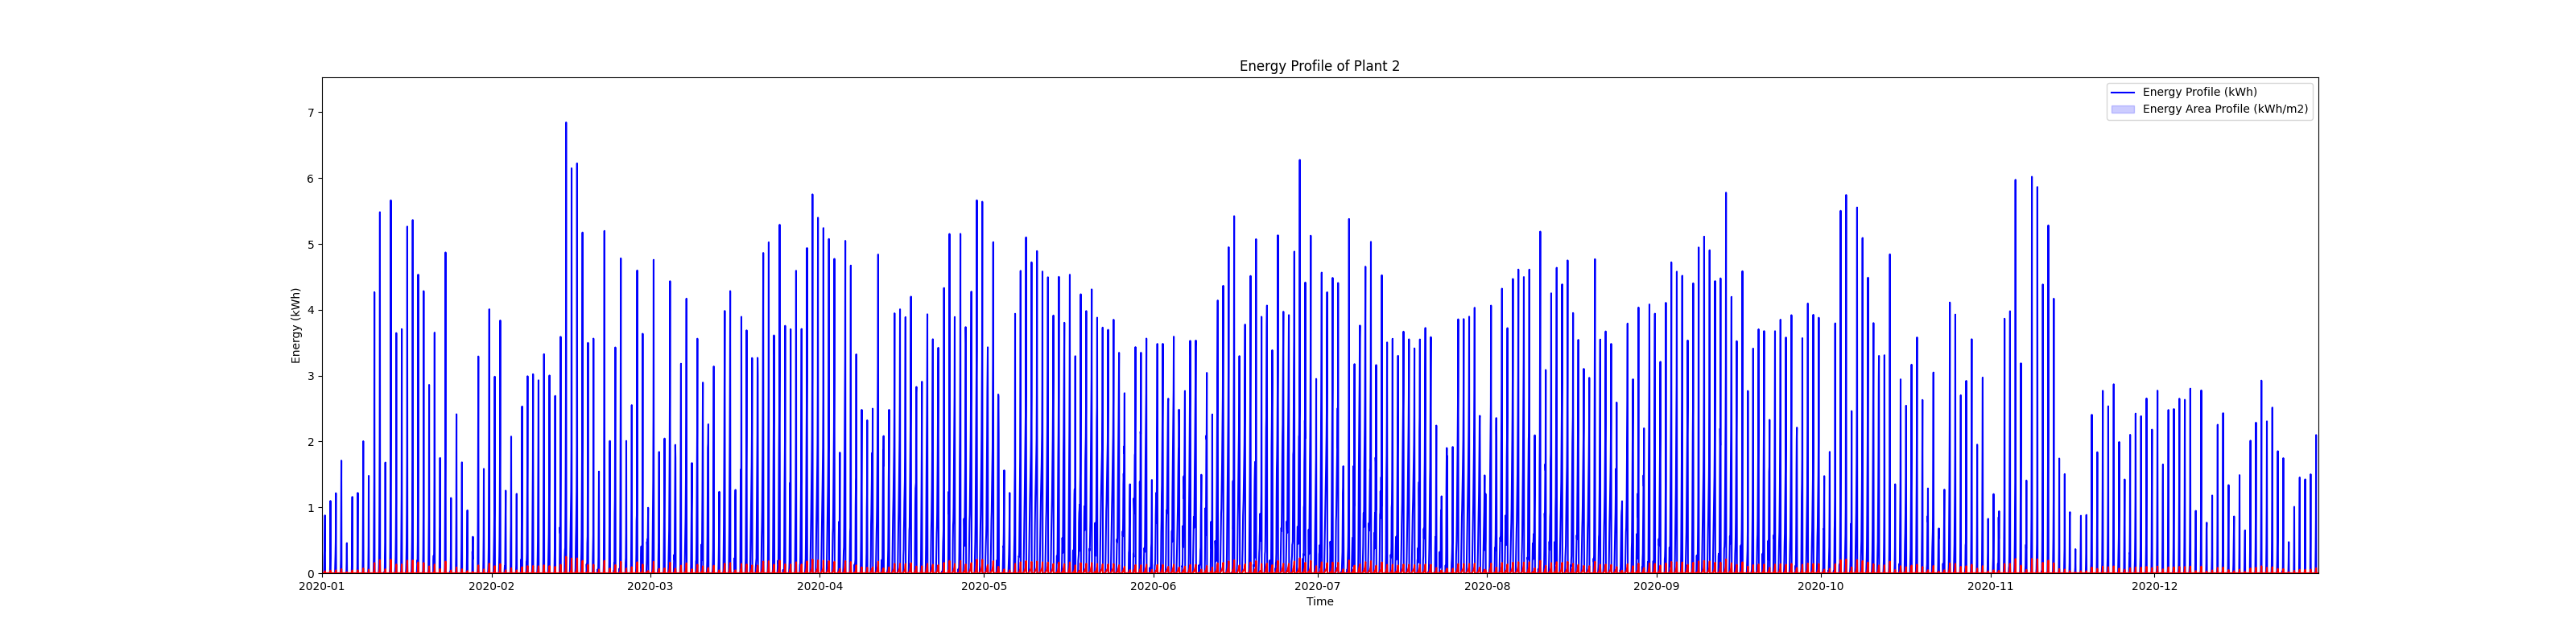 Energy Profile of Plant 2
Energy Profile (kWh)
Energy Area Profile (kWh/m2)
Energy (kWh)
7
6
5
4
3
2
1
0
2020-01 2020-02 2020-03 2020-04 2020-05 2020-06 2020-07 2020-08 2020-09 2020-10 2020-11 2020-12
Time